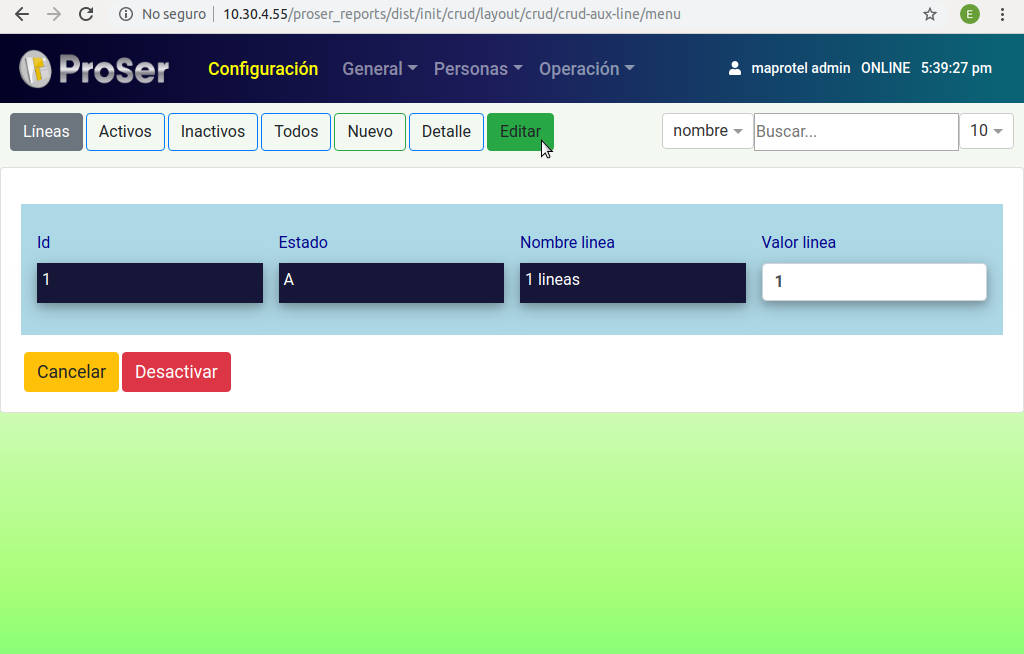 No seguro | 10.30.4.55/proser_reports/dist/init/crud/layout/crud/crud-aux-line/menu E
ProSer Configuración General Personas Operación maprotel admin ONLINE 5:39:27 pm
Líneas Activos Inactivos Todos Nuevo Detalle Editar nombre Buscar... 10
Id Estado Nombre linea Valor linea
1 A 1 lineas 1
Cancelar Desactivar